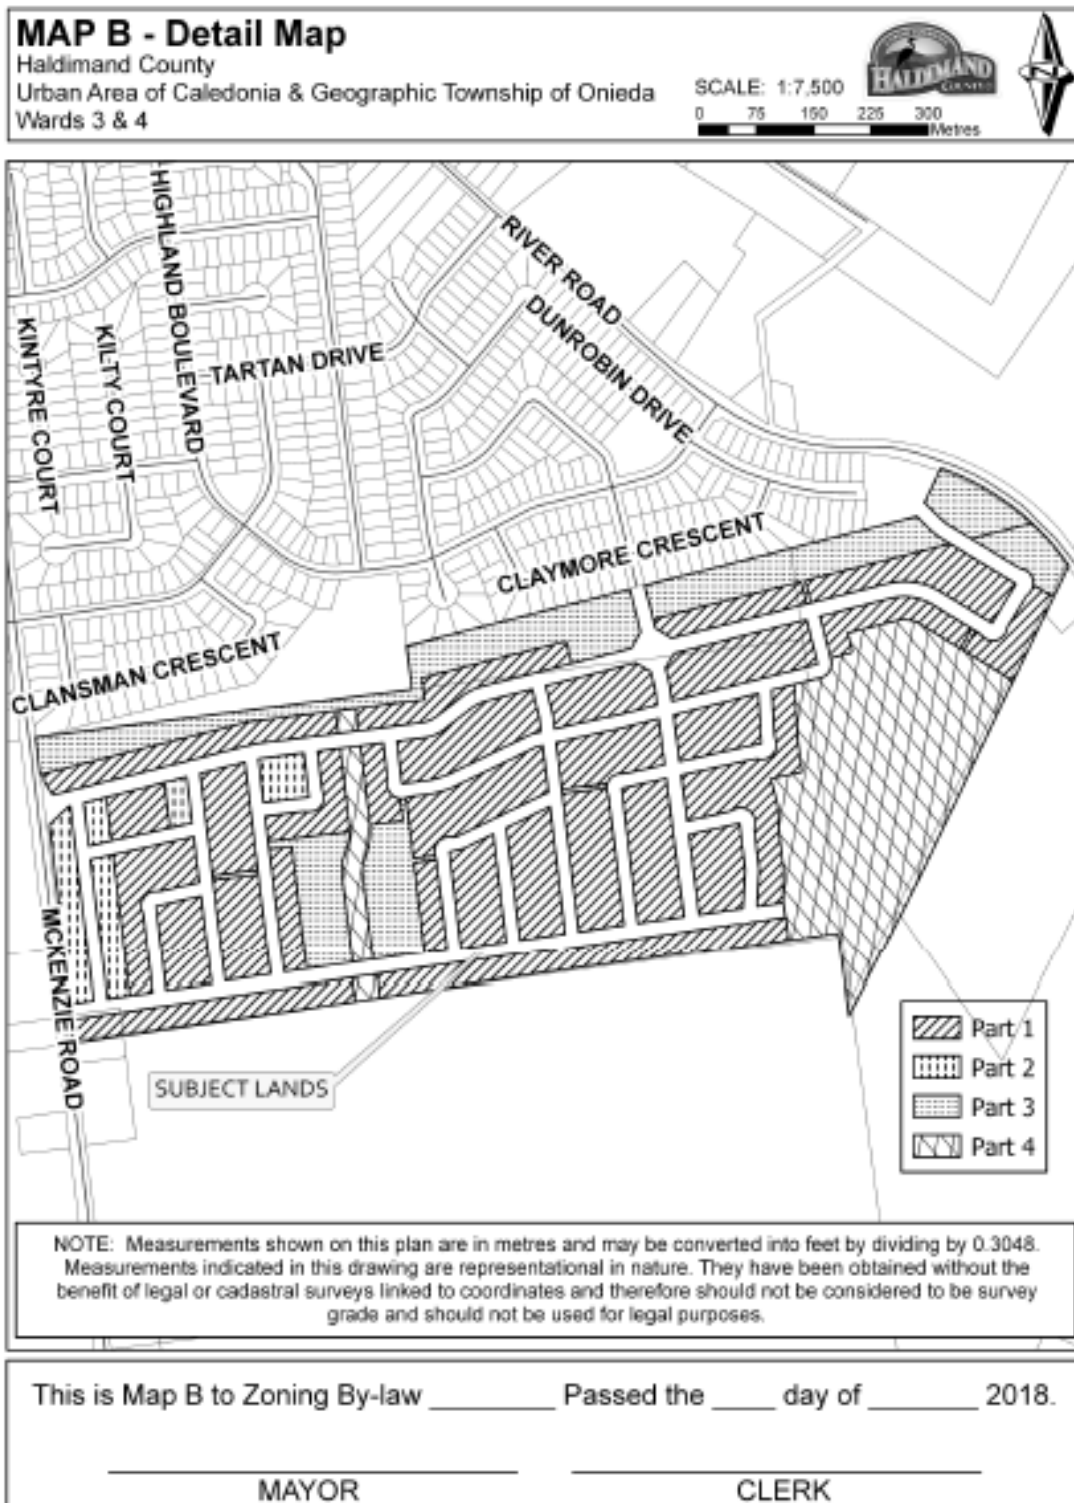 MAP B - Detail Map
Haldimand County
Urban Area of Caledonia & Geographic Township of Onieda
Wards 3 & 4
SCALE: 1:7,500
0 75 150 225 300
Metres
HALDIMAND
COUNTY
N
HIGHLAND BOULEVARD
RIVER ROAD
DUNROBIN DRIVE
KINTYRE COURT
KILTY COURT
TARTAN DRIVE
CLAYMORE CRESCENT
CLANSMAN CRESCENT
MCKENZIE ROAD
SUBJECT LANDS
Part 1
Part 2
Part 3
Part 4
NOTE: Measurements shown on this plan are in metres and may be converted into feet by dividing by 0.3048.
Measurements indicated in this drawing are representational in nature. They have been obtained without the
benefit of legal or cadastral surveys linked to coordinates and therefore should not be considered to be survey
grade and should not be used for legal purposes.
This is Map B to Zoning By-law ________ Passed the ____ day of _______ 2018.
MAYOR CLERK